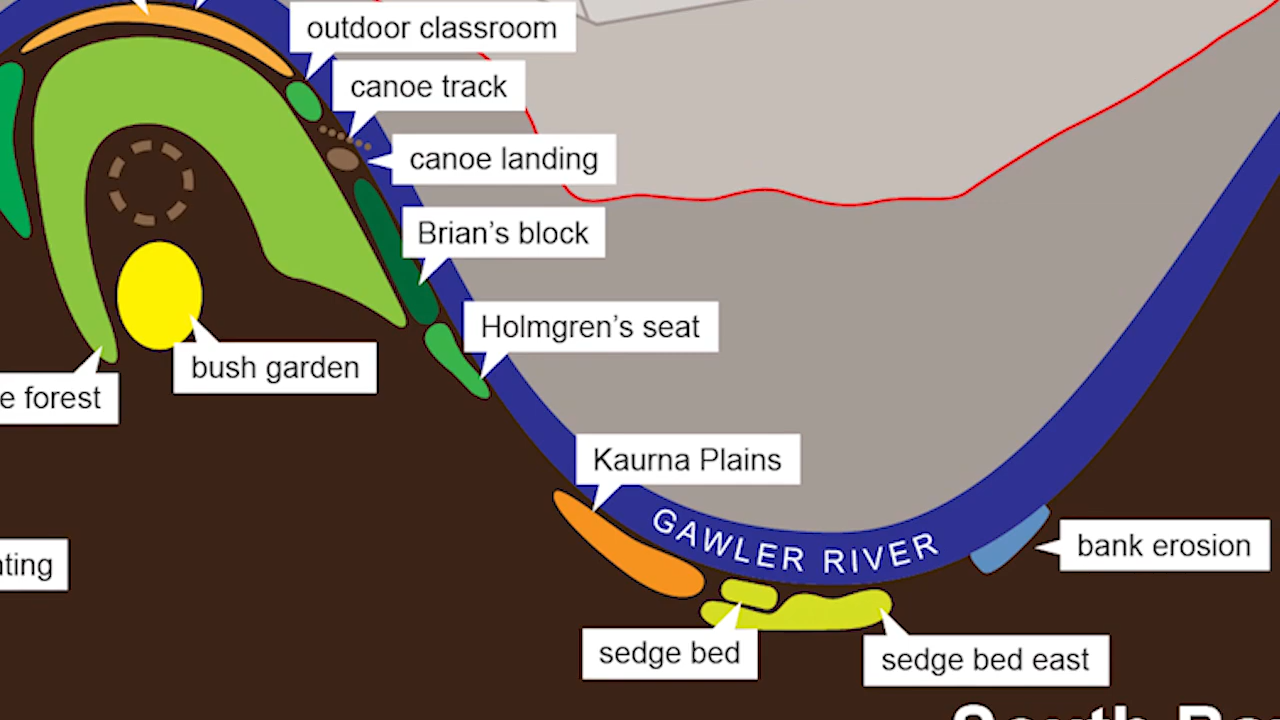 outdoor classroom
canoe track
canoe landing
Brian's block
Holmgren's seat
bush garden
e forest
Kaurna Plains
GAWLER RIVER
bank erosion
nting
sedge bed
sedge bed east